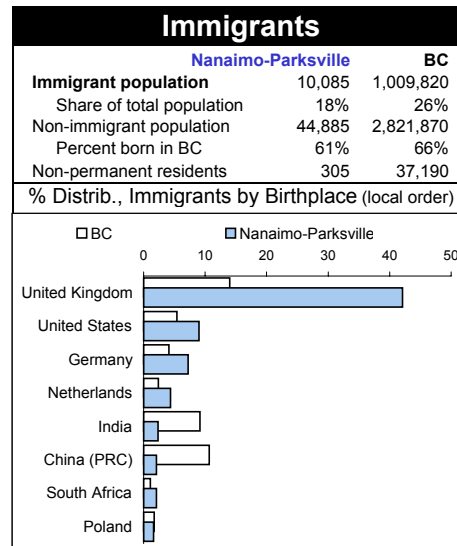 Immigrants
Nanaimo-Parksville BC
Immigrant population 10,085 1,009,820
Share of total population 18% 26%
Non-immigrant population 44,885 2,821,870
Percent born in BC 61% 66%
Non-permanent residents 305 37,190
% Distrib., Immigrants by Birthplace (local order)
BC Nanaimo-Parksville
0 10 20 30 40 50
United Kingdom
United States
Germany
Netherlands
India
China (PRC)
South Africa
Poland